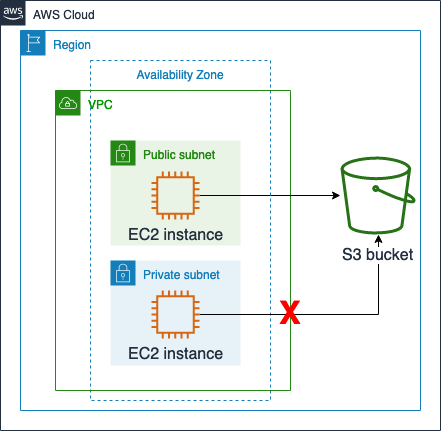 aws
AWS Cloud
Region
Availability Zone
VPC
Public subnet
EC2 instance
S3 bucket
Private subnet
X
EC2 instance